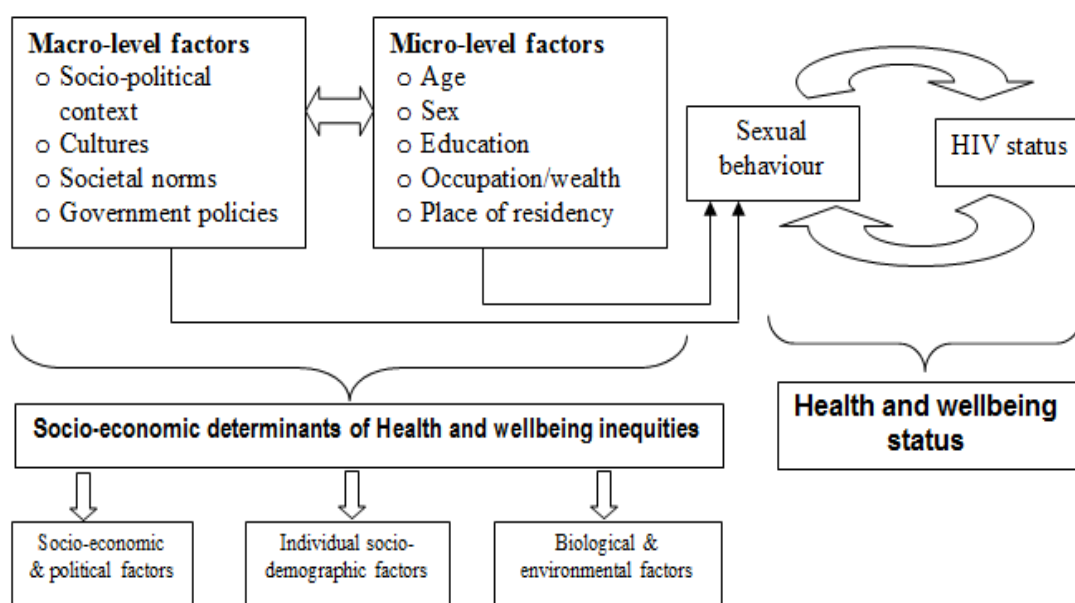 Macro-level factors
o Socio-political
context
o Cultures
o Societal norms
o Government policies
Micro-level factors
o Age
o Sex
o Education
o Occupation/wealth
o Place of residency
Sexual
behaviour
HIV status
Socio-economic determinants of Health and wellbeing inequities
Health and wellbeing
status
Socio-economic
& political factors
Individual socio-
demographic factors
Biological &
environmental factors